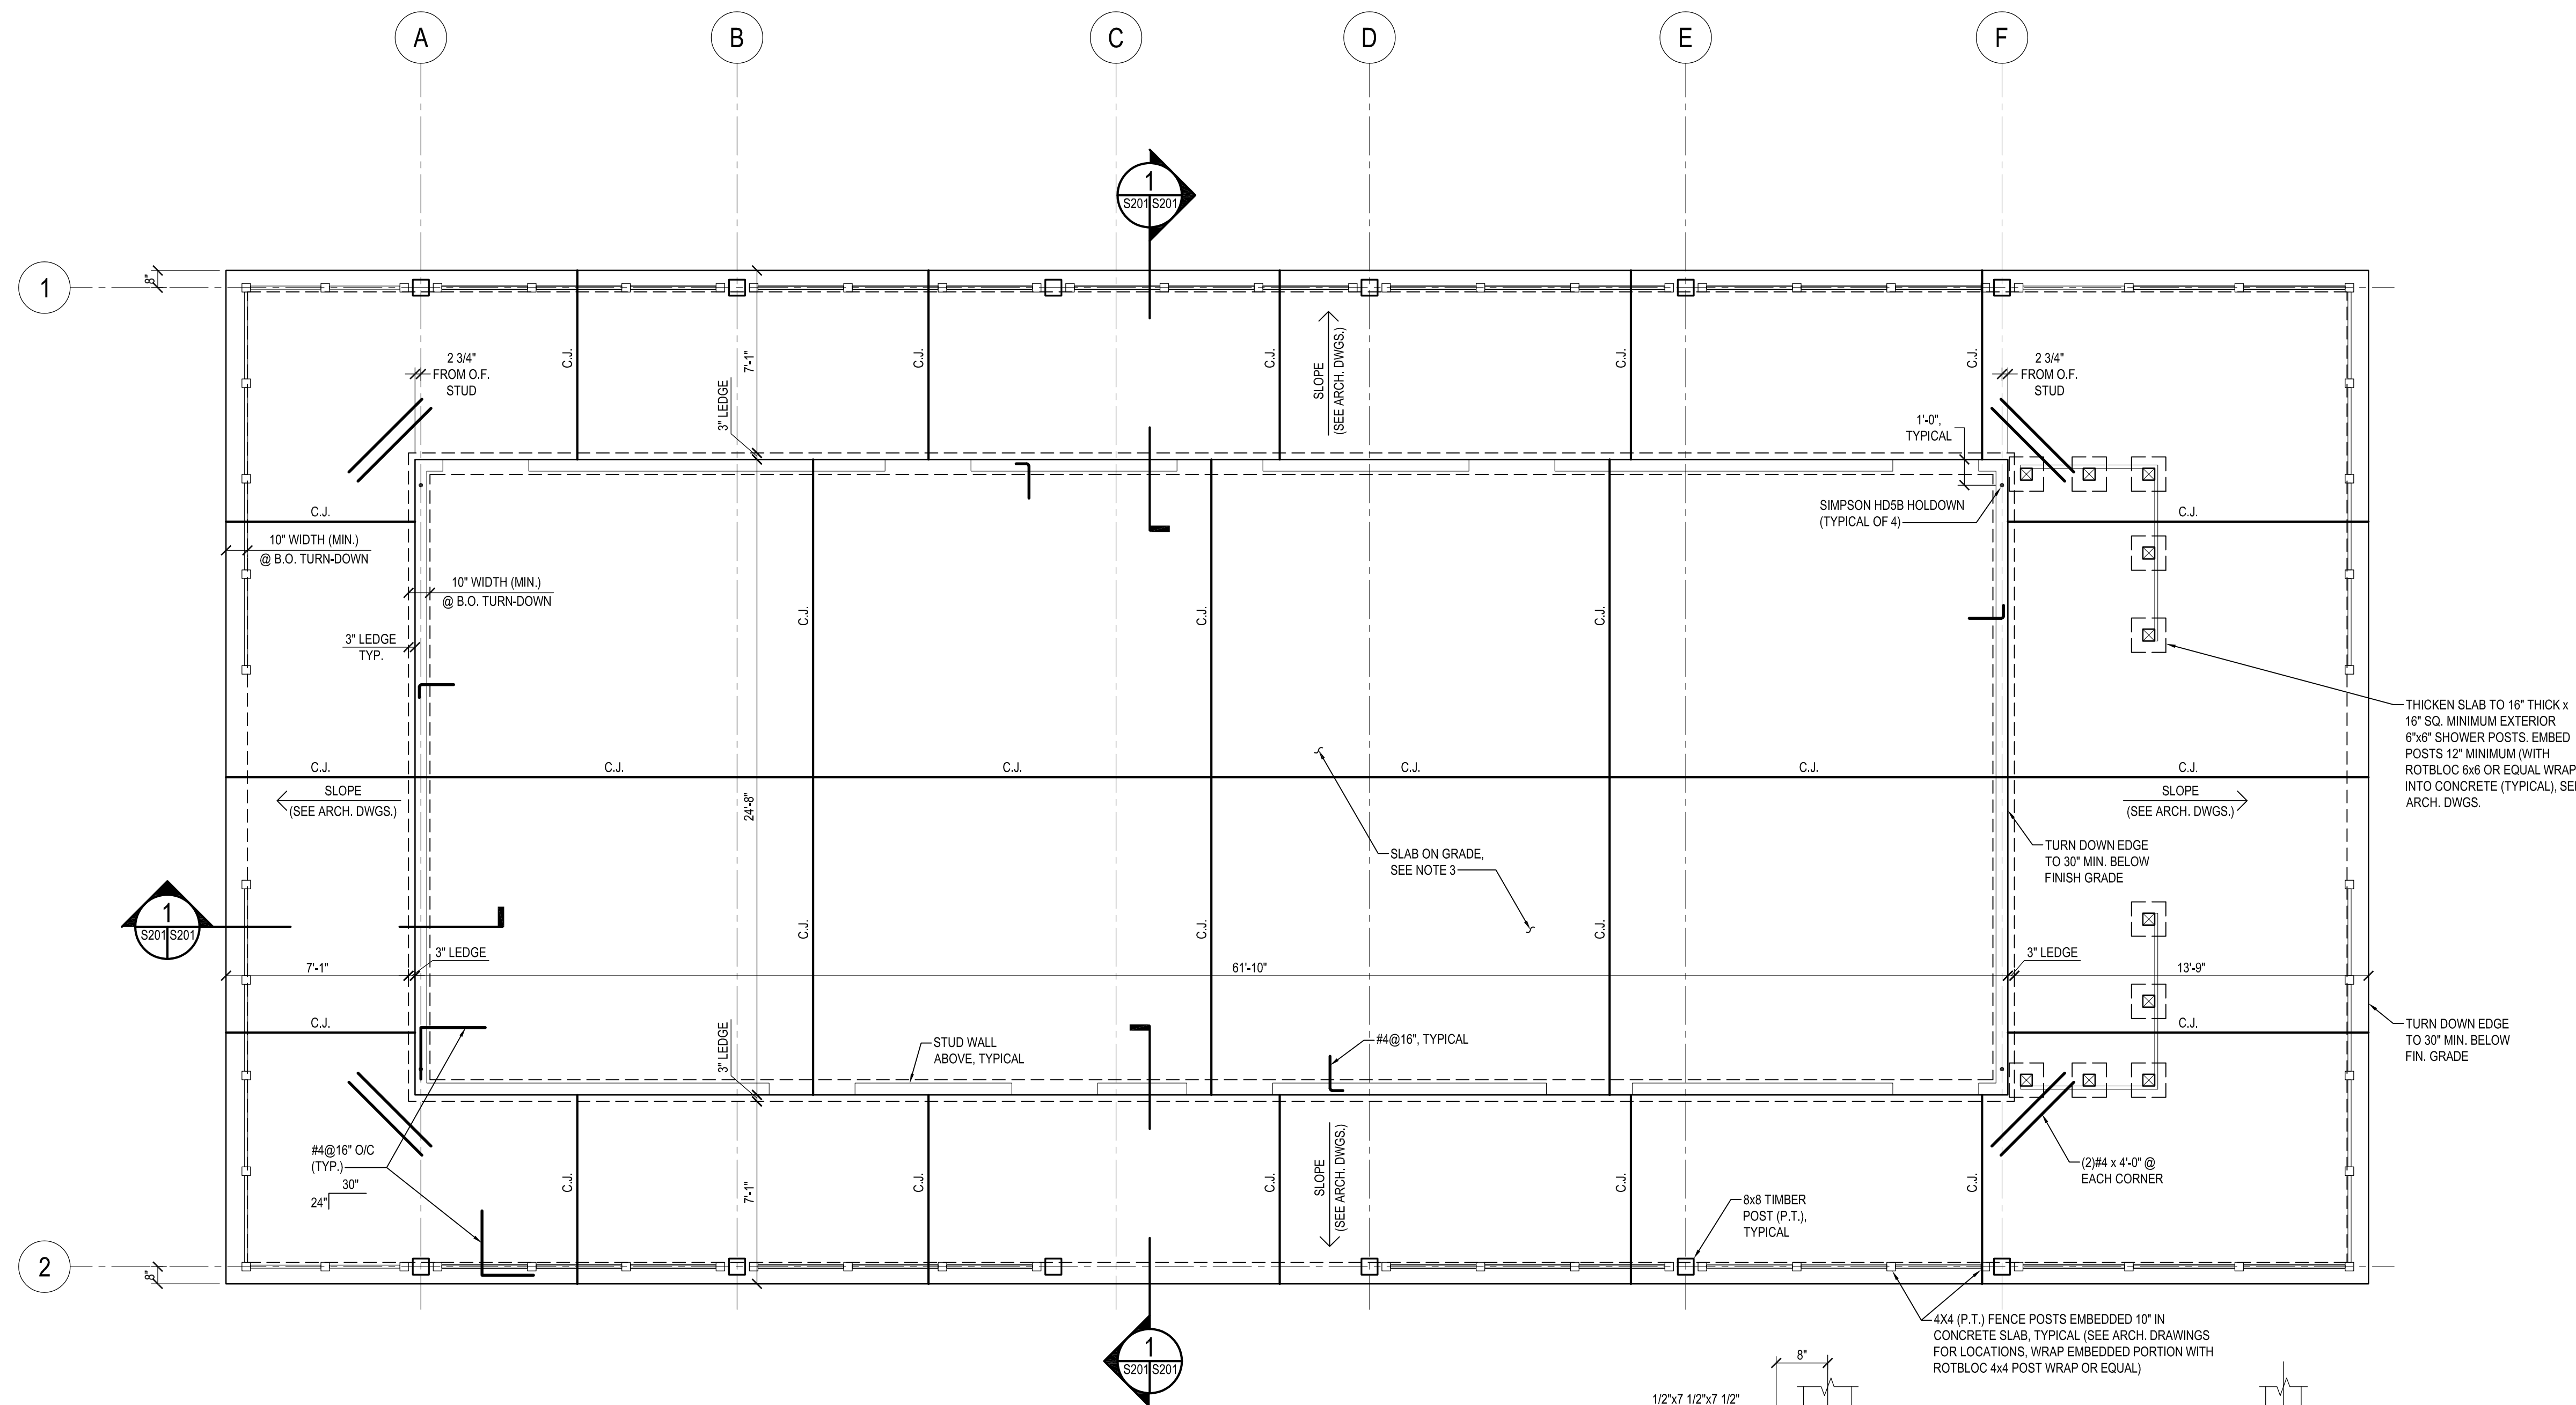 A
B
C
D
E
F
1
S201 S201
1
8"
2 3/4"
FROM O.F.
STUD
C.J.
3" LEDGE
7'-1"
C.J.
C.J.
SLOPE
(SEE ARCH. DWGS.)
C.J.
C.J.
2 3/4"
FROM O.F.
STUD
1'-0",
TYPICAL
SIMPSON HD5B HOLDOWN
(TYPICAL OF 4)
C.J.
C.J.
10" WIDTH (MIN.)
@ B.O. TURN-DOWN
10" WIDTH (MIN.)
@ B.O. TURN-DOWN
3" LEDGE
TYP.
C.J.
C.J.
C.J.
THICKEN SLAB TO 16" THICK x
16" SQ. MINIMUM EXTERIOR
6"x6" SHOWER POSTS. EMBED
POSTS 12" MINIMUM (WITH
ROTBLOC 6x6 OR EQUAL WRAP
INTO CONCRETE (TYPICAL), SEE
ARCH. DWGS.
C.J.
C.J.
C.J.
C.J.
C.J.
C.J.
SLOPE
(SEE ARCH. DWGS.)
24'-8"
SLOPE
(SEE ARCH. DWGS.)
SLAB ON GRADE,
SEE NOTE 3
TURN DOWN EDGE
TO 30" MIN. BELOW
FINISH GRADE
1
S201 S201
C.J.
C.J.
C.J.
3" LEDGE
3" LEDGE
7'-1"
61'-10"
13'-9"
C.J.
C.J.
3" LEDGE
STUD WALL
ABOVE, TYPICAL
#4@16", TYPICAL
TURN DOWN EDGE
TO 30" MIN. BELOW
FIN. GRADE
#4@16" O/C
(TYP.)
30"
24"
C.J.
7'-1"
C.J.
C.J.
SLOPE
(SEE ARCH. DWGS.)
C.J.
C.J.
(2)#4 x 4'-0" @
EACH CORNER
8x8 TIMBER
POST (P.T.),
TYPICAL
2
8"
1
S201 S201
4X4 (P.T.) FENCE POSTS EMBEDDED 10" IN
CONCRETE SLAB, TYPICAL (SEE ARCH. DRAWINGS
FOR LOCATIONS, WRAP EMBEDDED PORTION WITH
ROTBLOC 4x4 POST WRAP OR EQUAL)
8"
1/2"x7 1/2"x7 1/2"